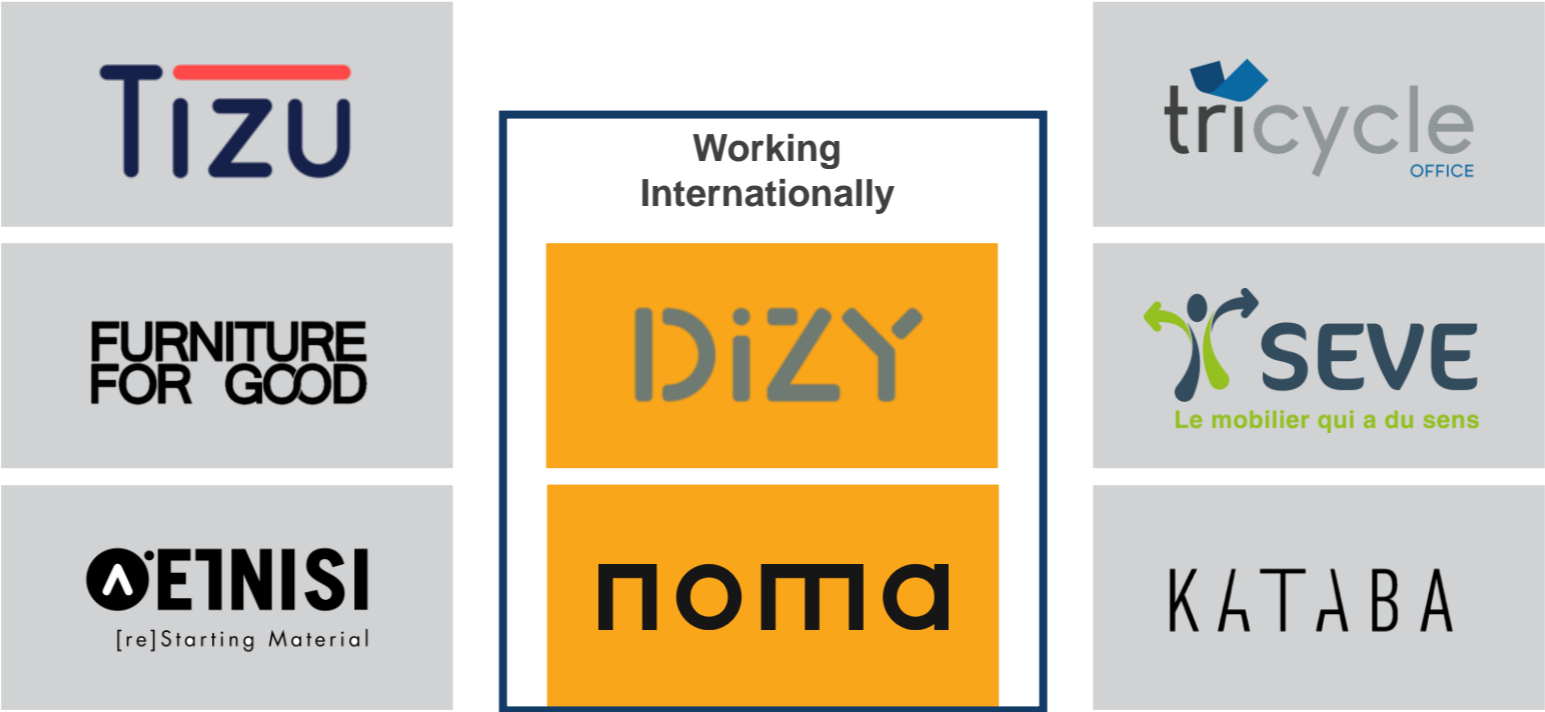 TIZU
FURNITURE
FOR GOOD
ETNISI
[re]Starting Material
Working
Internationally
DiZY
noma
tricycle
OFFICE
SEVE
Le mobilier qui a du sens
KATABA